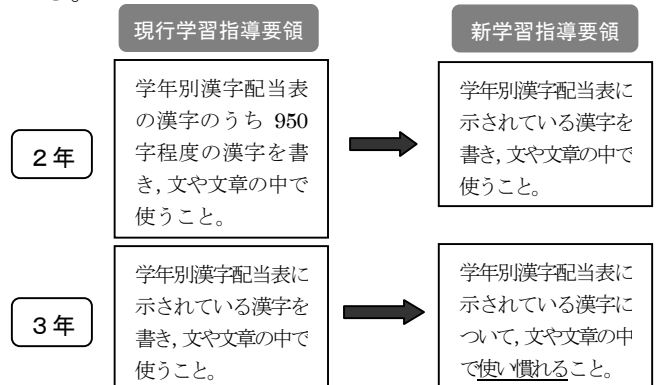 る。
現行学習指導要領
新学習指導要領
2年
学年別漢字配当表
の漢字のうち 950
字程度の漢字を書
き，文や文章の中で
使うこと。
学年別漢字配当表に
示されている漢字を
書き，文や文章の中で
使うこと。
3年
学年別漢字配当表に
示されている漢字を
書き，文や文章の中で
使うこと。
学年別漢字配当表に
示されている漢字に
ついて，文や文章の中
で使い慣れること。